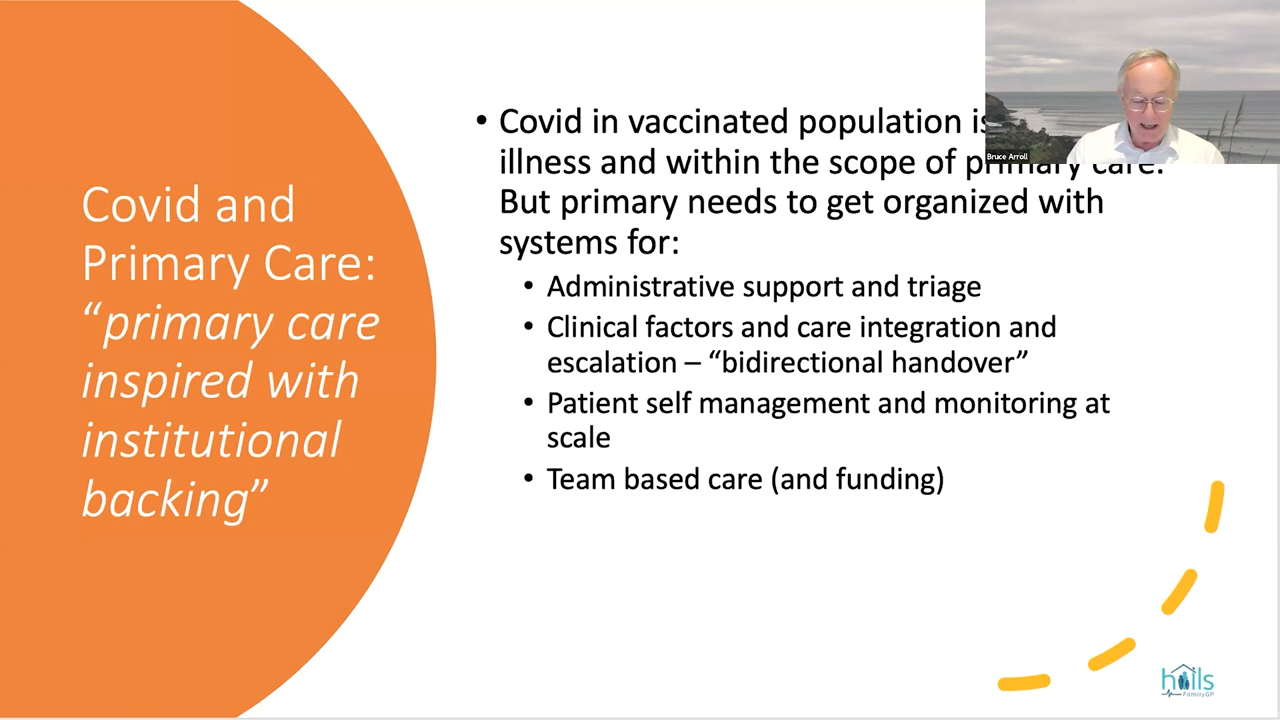 Covid and
Primary Care:
“primary care
inspired with
institutional
backing”
• Covid in vaccinated population is
illness and within the scope of primary care.
But primary needs to get organized with
systems for:
• Administrative support and triage
• Clinical factors and care integration and
escalation – “bidirectional handover”
• Patient self management and monitoring at
scale
• Team based care (and funding)
Bruce Arroll
hills
FamilyGP